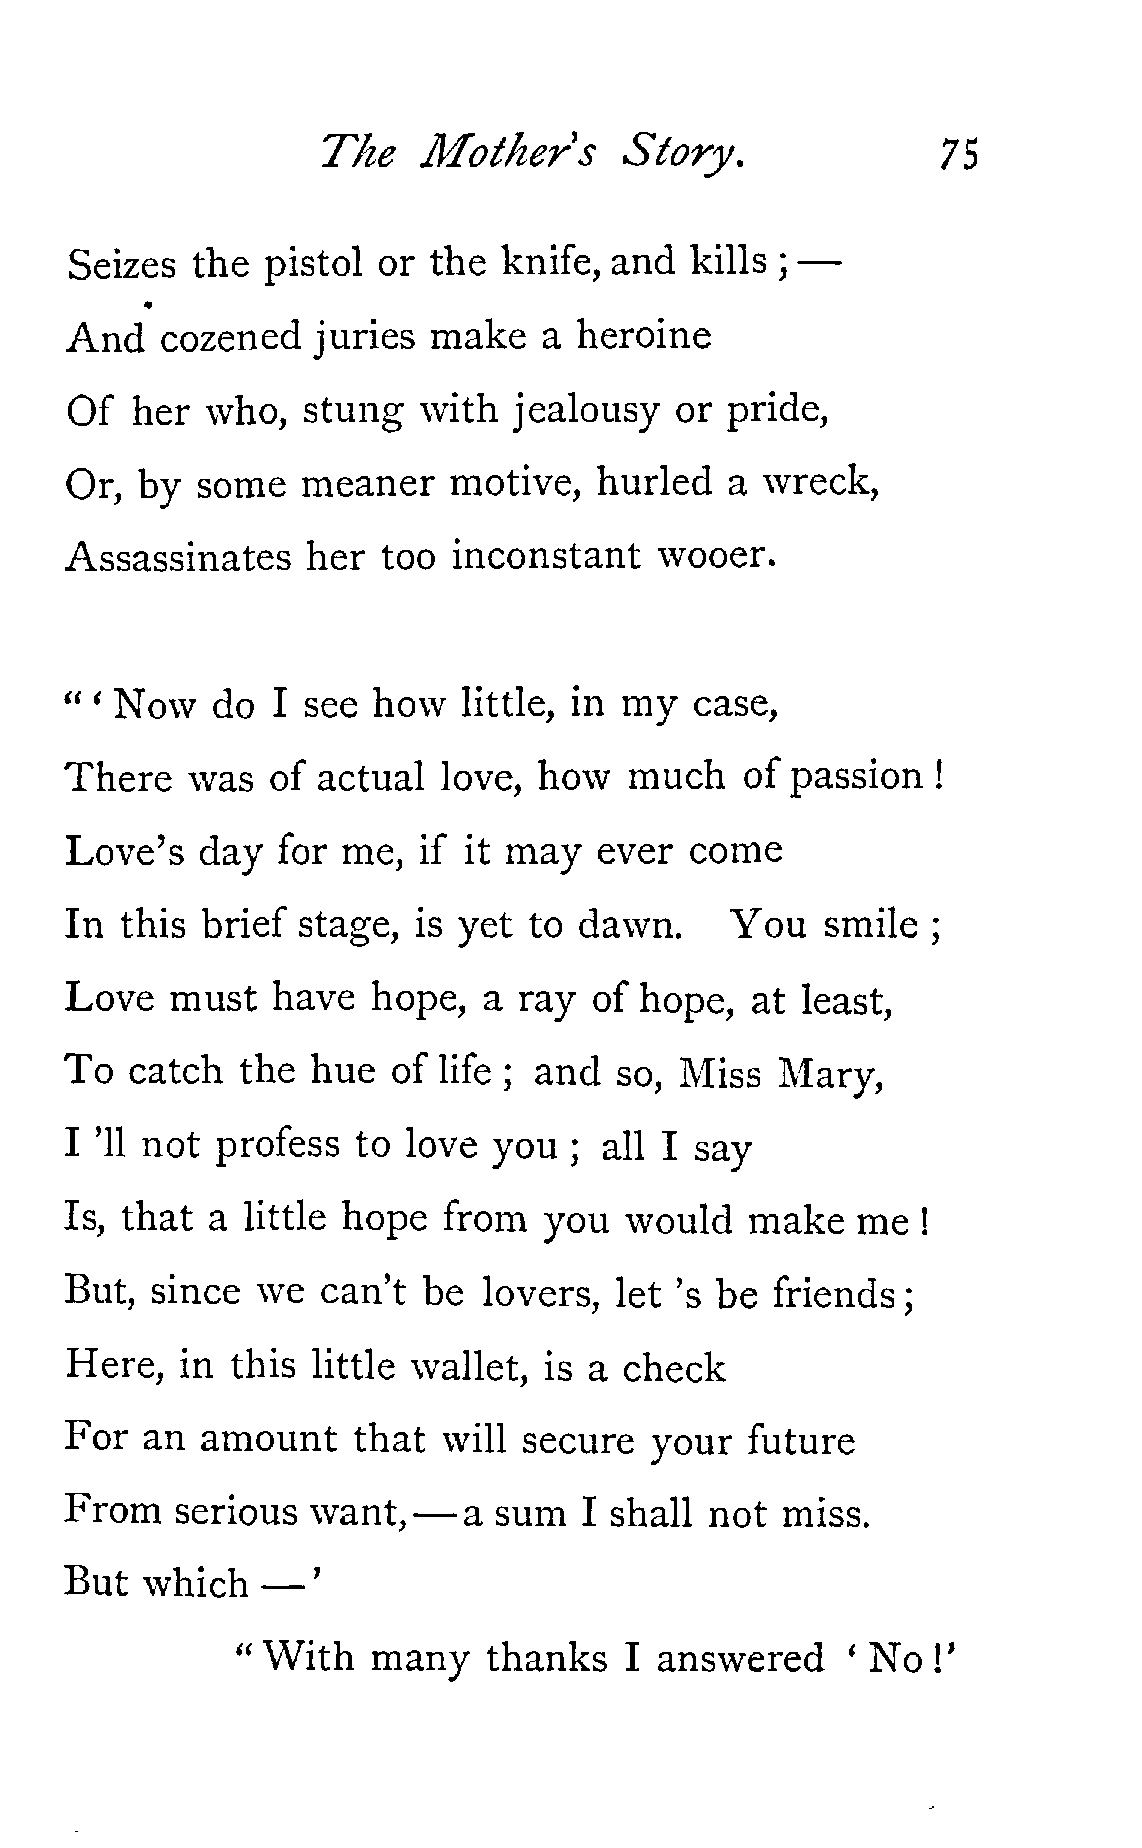 The Mother's Story. 75
Seizes the pistol or the knife, and kills ; —
And cozened juries make a heroine
Of her who, stung with jealousy or pride,
Or, by some meaner motive, hurled a wreck,
Assassinates her too inconstant wooer.
“ ‘ Now do I see how little, in my case,
There was of actual love, how much of passion !
Love's day for me, if it may ever come
In this brief stage, is yet to dawn. You smile ;
Love must have hope, a ray of hope, at least,
To catch the hue of life ; and so, Miss Mary,
I 'll not profess to love you ; all I say
Is, that a little hope from you would make me !
But, since we can't be lovers, let 's be friends ;
Here, in this little wallet, is a check
For an amount that will secure your future
From serious want,—a sum I shall not miss.
But which — ’
“ With many thanks I answered ‘ No !’